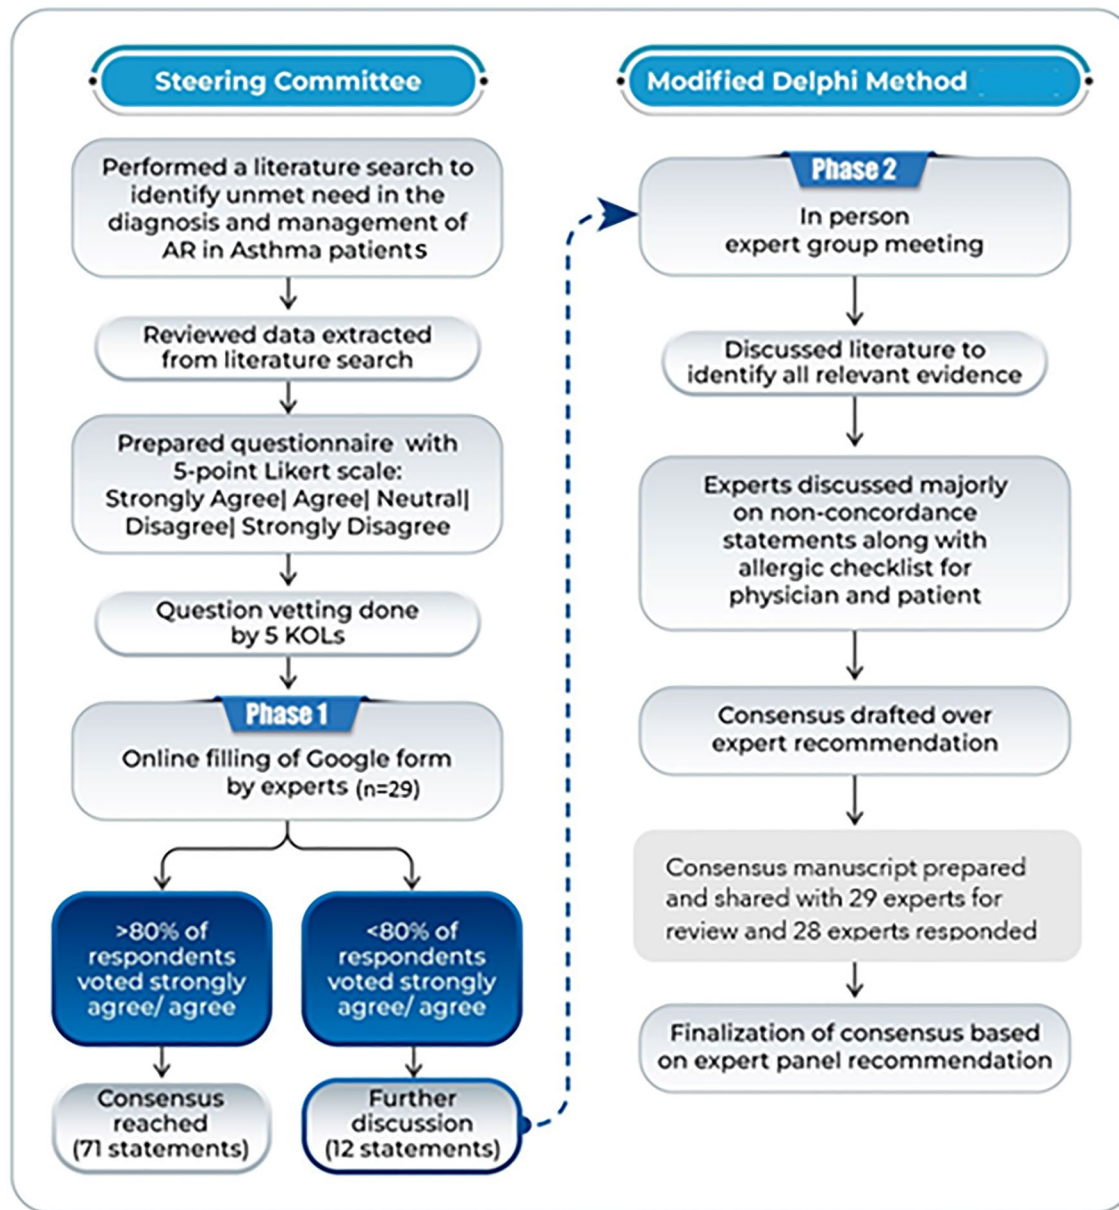 Steering Committee
Performed a literature search to
identify unmet need in the
diagnosis and management of
AR in Asthma patients
Reviewed data extracted
from literature search
Prepared questionnaire with
5-point Likert scale:
Strongly Agree| Agree| Neutral|
Disagree| Strongly Disagree
Question vetting done
by 5 KOLs
Phase 1
Online filling of Google form
by experts (n=29)
>80% of
respondents
voted strongly
agree/ agree
<80% of
respondents
voted strongly
agree/ agree
Consensus
reached
(71 statements)
Further
discussion
(12 statements)
Modified Delphi Method
Phase 2
In person
expert group meeting
Discussed literature to
identify all relevant evidence
Experts discussed majorly
on non-concordance
statements along with
allergic checklist for
physician and patient
Consensus drafted over
expert recommendation
Consensus manuscript prepared
and shared with 29 experts for
review and 28 experts responded
Finalization of consensus based
on expert panel recommendation